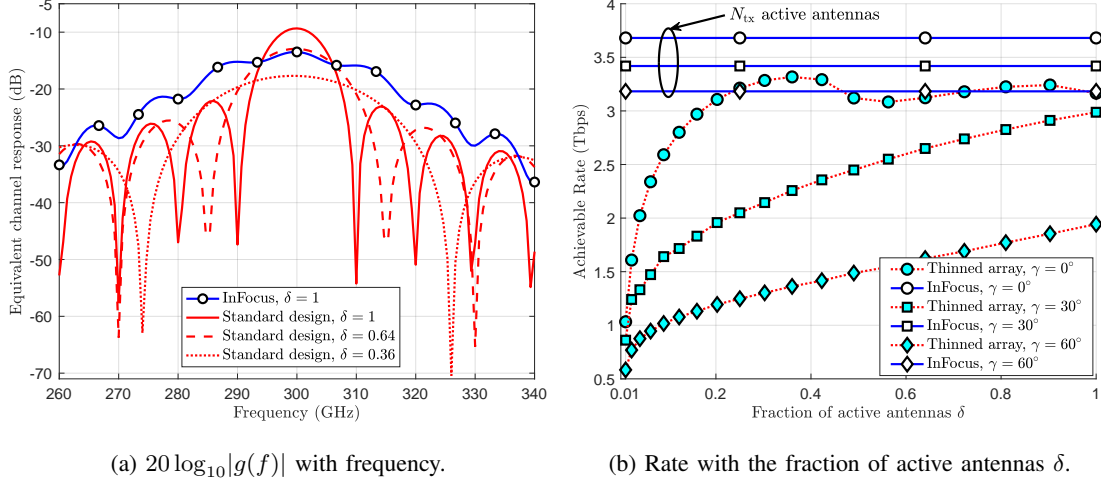 -5
-10
-20
-30
-40
-50
-60
-70
Equivalent channel response (dB)
260 270 280 290 300 310 320 330 340
Frequency (GHz)
InFocus, δ = 1
Standard design, δ = 1
Standard design, δ = 0.64
Standard design, δ = 0.36
(a) 20 log₁₀|g(f)| with frequency.
4
3.5
3
2.5
2
1.5
1
0.5
Achievable Rate (Tbps)
N_tx active antennas
0.01 0.2 0.4 0.6 0.8 1
Fraction of active antennas δ
Thinned array, γ = 0°
InFocus, γ = 0°
Thinned array, γ = 30°
InFocus, γ = 30°
Thinned array, γ = 60°
InFocus, γ = 60°
(b) Rate with the fraction of active antennas δ.